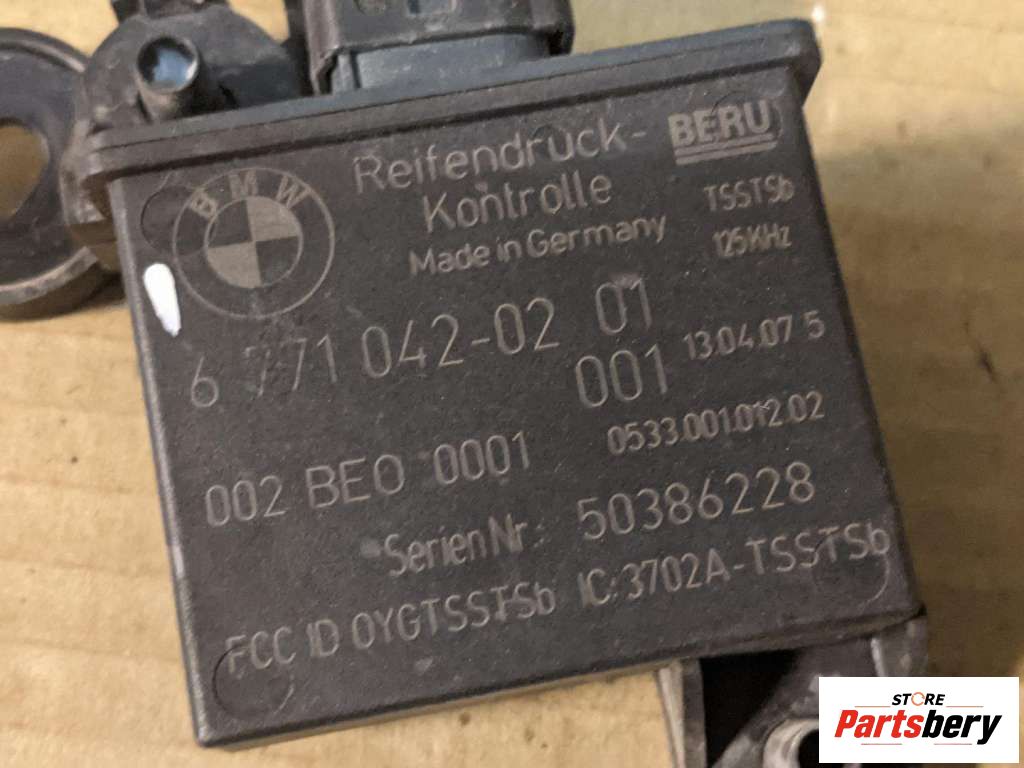 BMW
Reifendruck-
Kontrolle
Made in Germany
BERU
TSSTSb
125KHz
6 771 042-02 01
001 13.04.07 5
0533.001.012.02
002 BE0 0001
Serien Nr.: 50386228
FCC ID OYGTSSTSb IC:3702A-TSSTSb
STORE
Partsbery